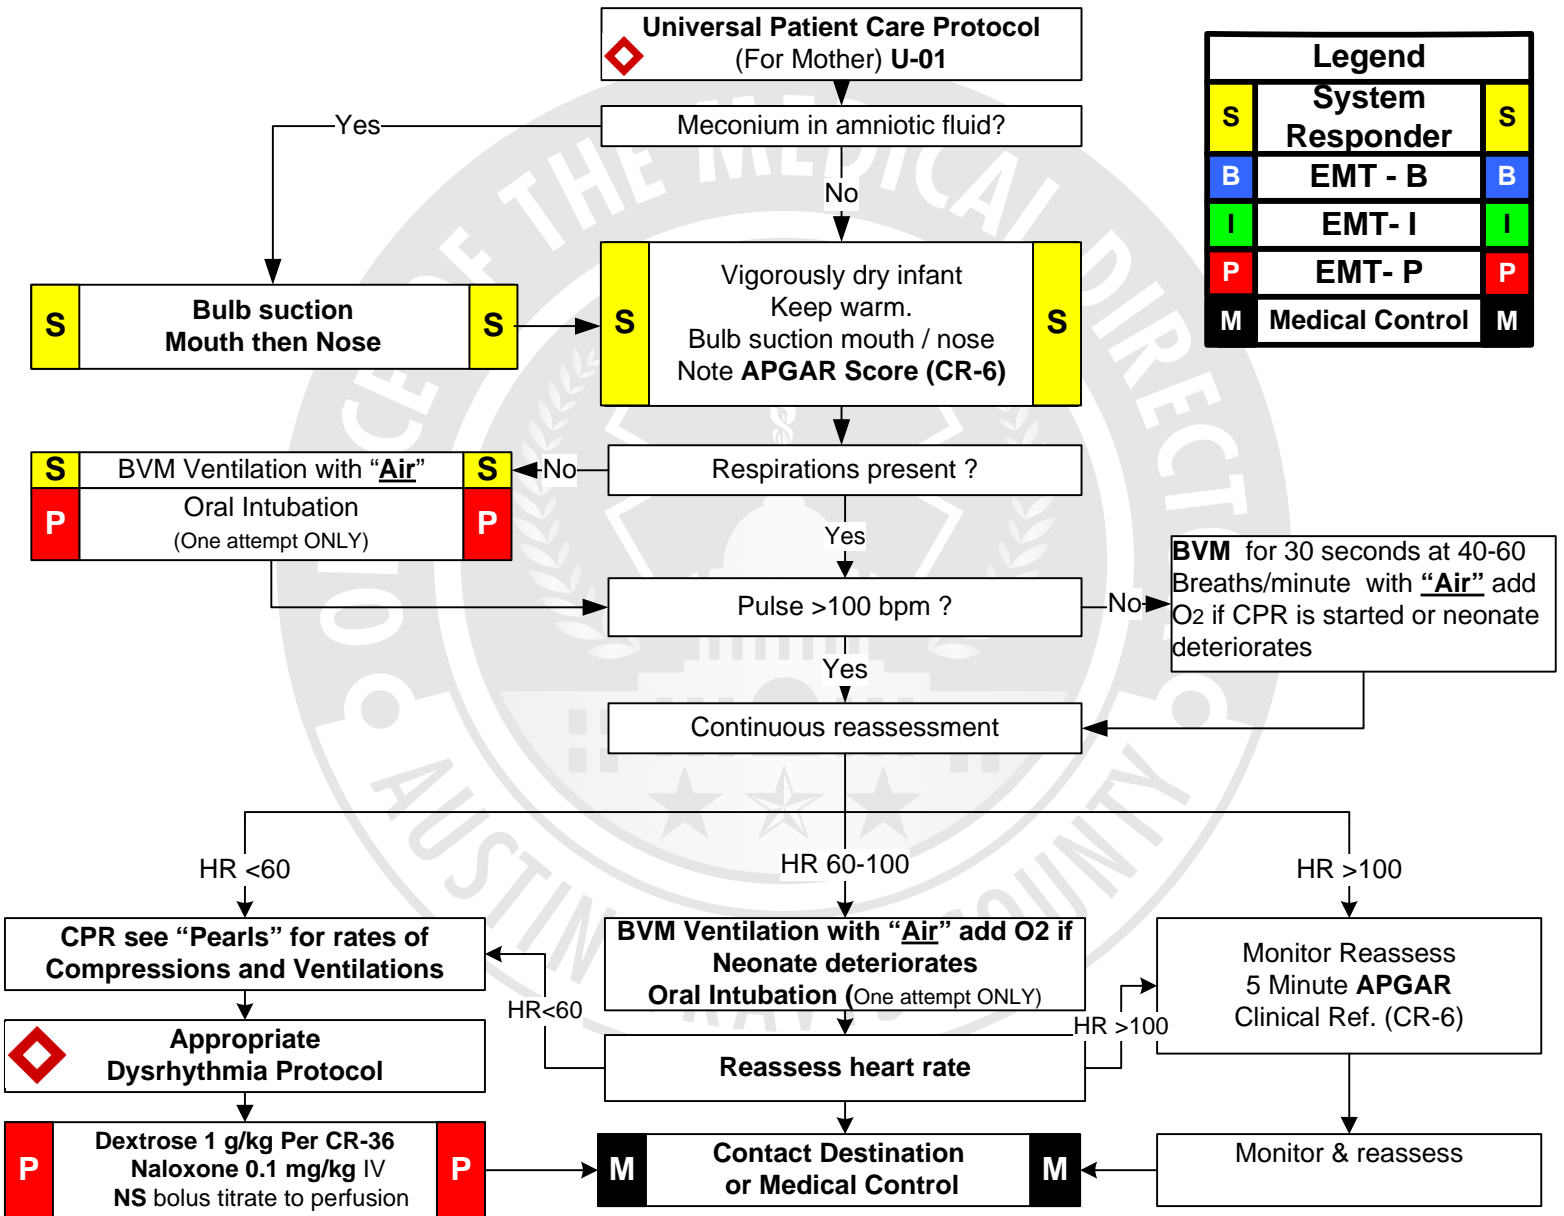 Universal Patient Care Protocol
(For Mother) U-01
Legend
S System Responder S
B EMT - B B
I EMT- I I
P EMT- P P
M Medical Control M
Meconium in amniotic fluid?
Yes
No
S Bulb suction S
Mouth then Nose
S Vigorously dry infant S
Keep warm.
Bulb suction mouth / nose
Note APGAR Score (CR-6)
Respirations present ?
No
S BVM Ventilation with “Air” S
P Oral Intubation P
(One attempt ONLY)
Yes
Pulse >100 bpm ?
No
BVM for 30 seconds at 40-60
Breaths/minute with “Air” add
O2 if CPR is started or neonate
deteriorates
Yes
Continuous reassessment
HR <60
HR 60-100
HR >100
CPR see “Pearls” for rates of
Compressions and Ventilations
BVM Ventilation with “Air” add O2 if
Neonate deteriorates
Oral Intubation (One attempt ONLY)
Monitor Reassess
5 Minute APGAR
Clinical Ref. (CR-6)
HR<60
HR >100
Appropriate
Dysrhythmia Protocol
Reassess heart rate
P Dextrose 1 g/kg Per CR-36 P
Naloxone 0.1 mg/kg IV
NS bolus titrate to perfusion
M Contact Destination M
or Medical Control
Monitor & reassess
OFFICE OF THE MEDICAL DIRECTOR
AUSTIN COUNTY